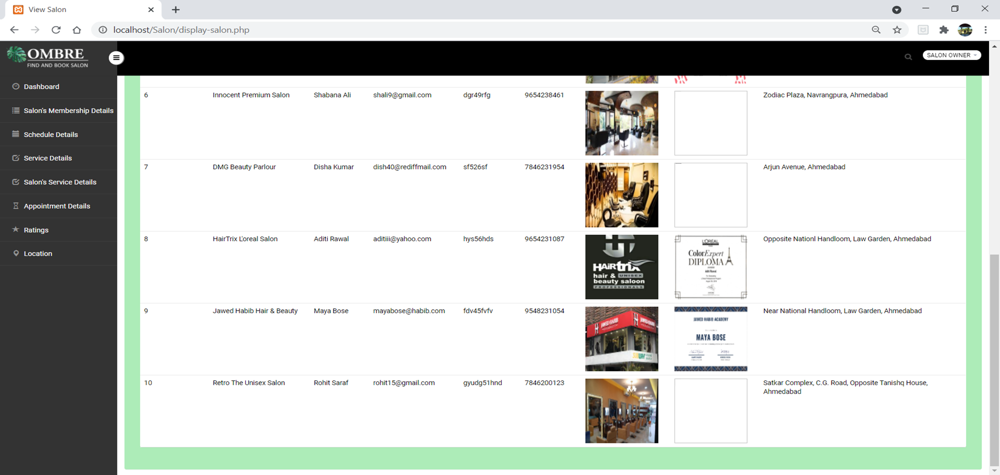 View Salon
localhost/Salon/display-salon.php
OMBRE
FIND AND BOOK SALON
SALON OWNER
Dashboard
Salon's Membership Details
Schedule Details
Service Details
Salon's Service Details
Appointment Details
Ratings
Location
6 Innocent Premium Salon Shabana Ali shali9@gmail.com dgr49rfg 9654238461 Zodiac Plaza, Navrangpura, Ahmedabad
7 DMG Beauty Parlour Disha Kumar dish40@rediffmail.com sf526sf 7846231954 Arjun Avenue, Ahmedabad
8 HairTrix L'oreal Salon Aditi Rawal aditiii@yahoo.com hys56hds 9654231087 Opposite Nationl Handloom, Law Garden, Ahmedabad
HAIRtrix
hair & UNISEX
beauty saloon
PROFESSIONALS
L'ORÉAL
ColorExpert
DIPLOMA
Aditi Rawal
9 Jawed Habib Hair & Beauty Maya Bose mayabose@habib.com fdv45fvfv 9548231054 Near National Handloom, Law Garden, Ahmedabad
JAWED HABIB JAWED HABIB
SUBWAY
JAWED HABIB ACADEMY
MAYA BOSE
10 Retro The Unisex Salon Rohit Saraf rohit15@gmail.com gyudg51hnd 7846200123 Satkar Complex, C.G. Road, Opposite Tanishq House,
Ahmedabad